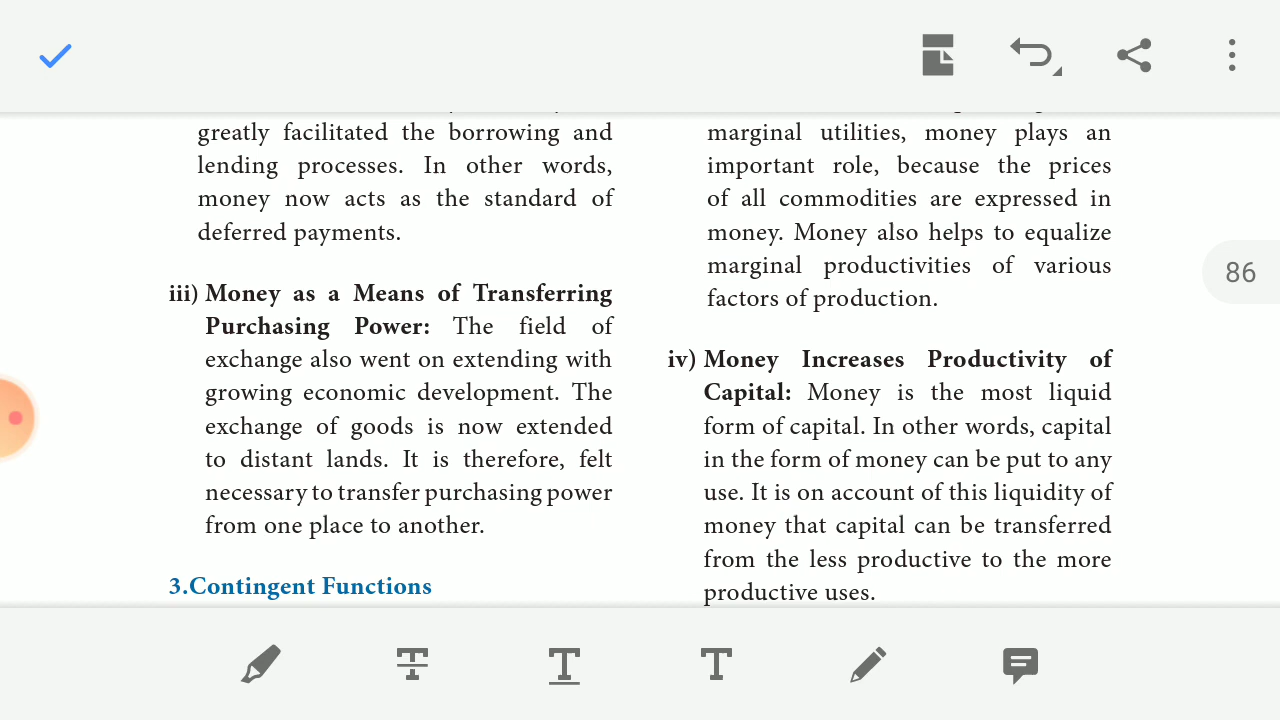 greatly facilitated the borrowing and
lending processes. In other words,
money now acts as the standard of
deferred payments.
iii) Money as a Means of Transferring
Purchasing Power: The field of
exchange also went on extending with
growing economic development. The
exchange of goods is now extended
to distant lands. It is therefore, felt
necessary to transfer purchasing power
from one place to another.
3.Contingent Functions
marginal utilities, money plays an
important role, because the prices
of all commodities are expressed in
money. Money also helps to equalize
marginal productivities of various
factors of production.
iv) Money Increases Productivity of
Capital: Money is the most liquid
form of capital. In other words, capital
in the form of money can be put to any
use. It is on account of this liquidity of
money that capital can be transferred
from the less productive to the more
productive uses.
86